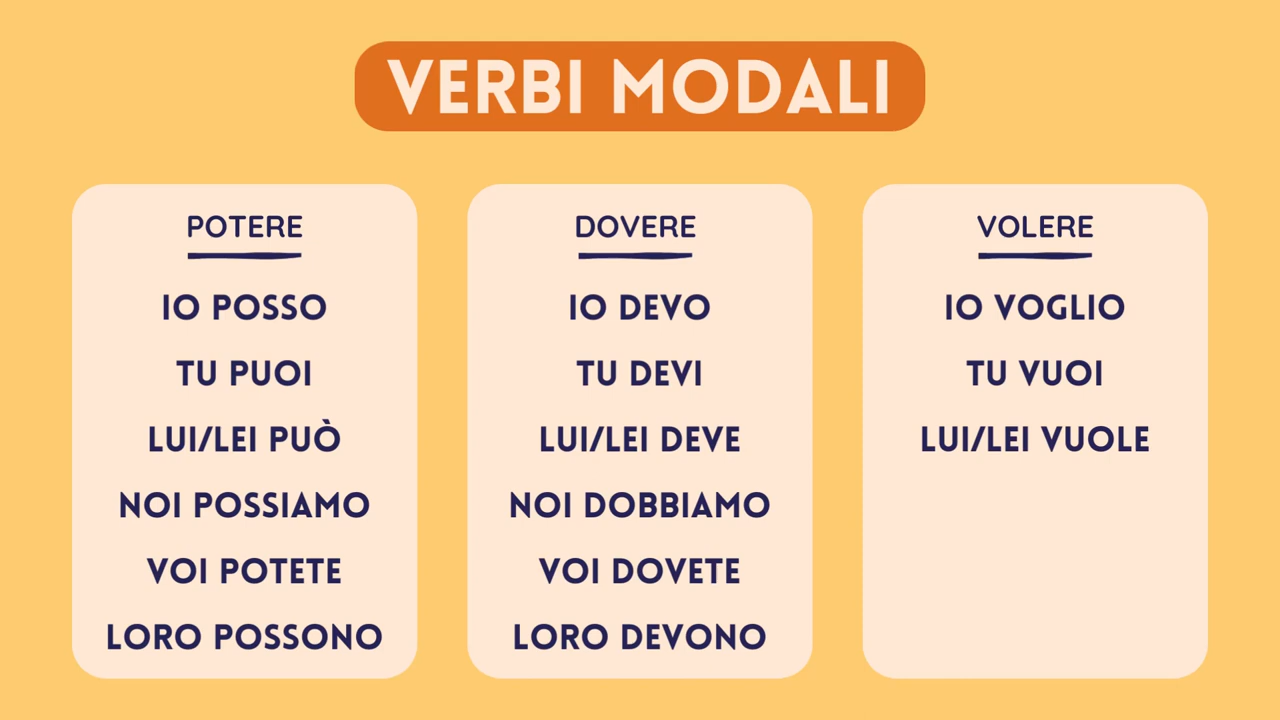 VERBI MODALI
POTERE
IO POSSO
TU PUOI
LUI/LEI PUÒ
NOI POSSIAMO
VOI POTETE
LORO POSSONO
DOVERE
IO DEVO
TU DEVI
LUI/LEI DEVE
NOI DOBBIAMO
VOI DOVETE
LORO DEVONO
VOLERE
IO VOGLIO
TU VUOI
LUI/LEI VUOLE